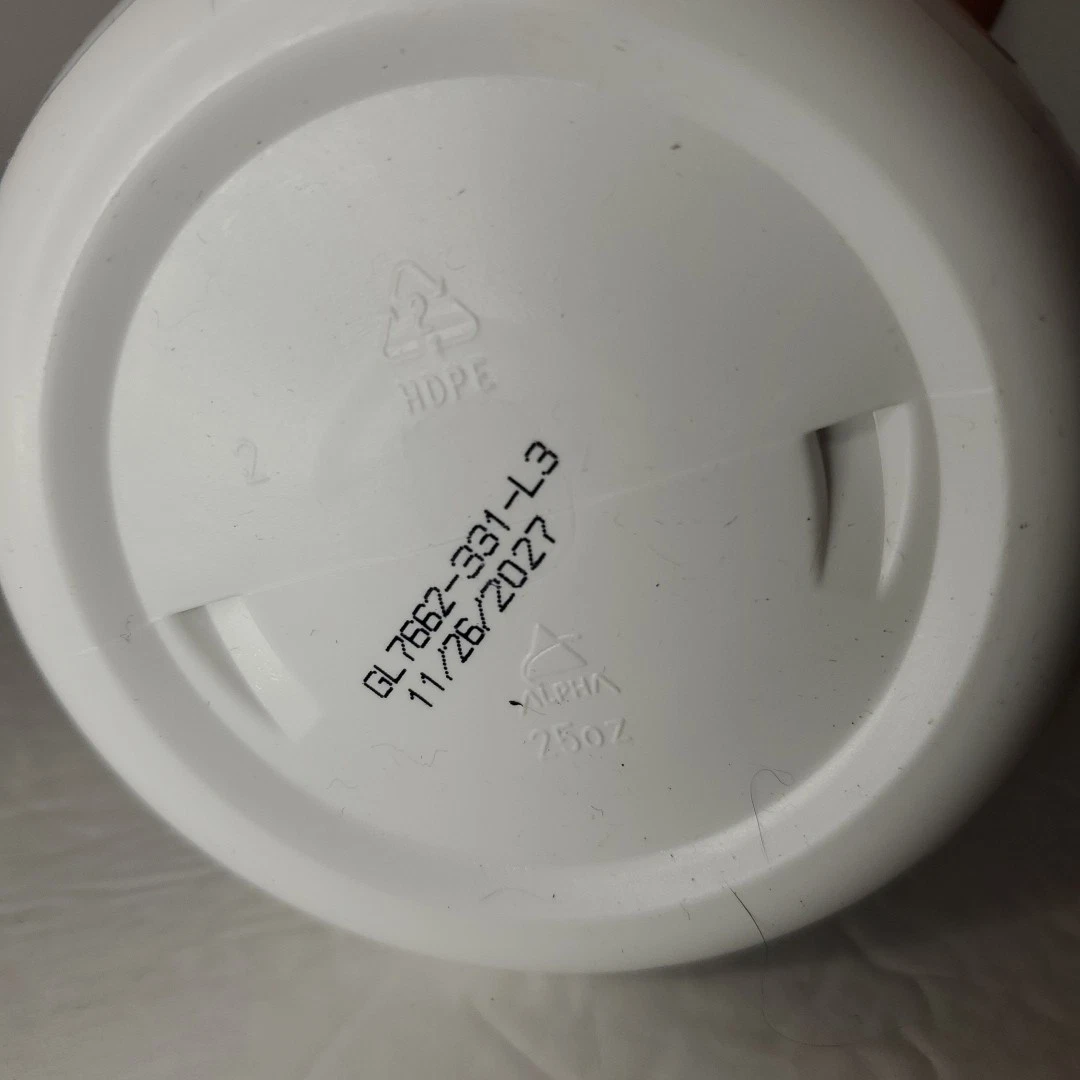 2
HDPE
2
GL7662-331-L3
11/26/2027
ALPHA
25oz